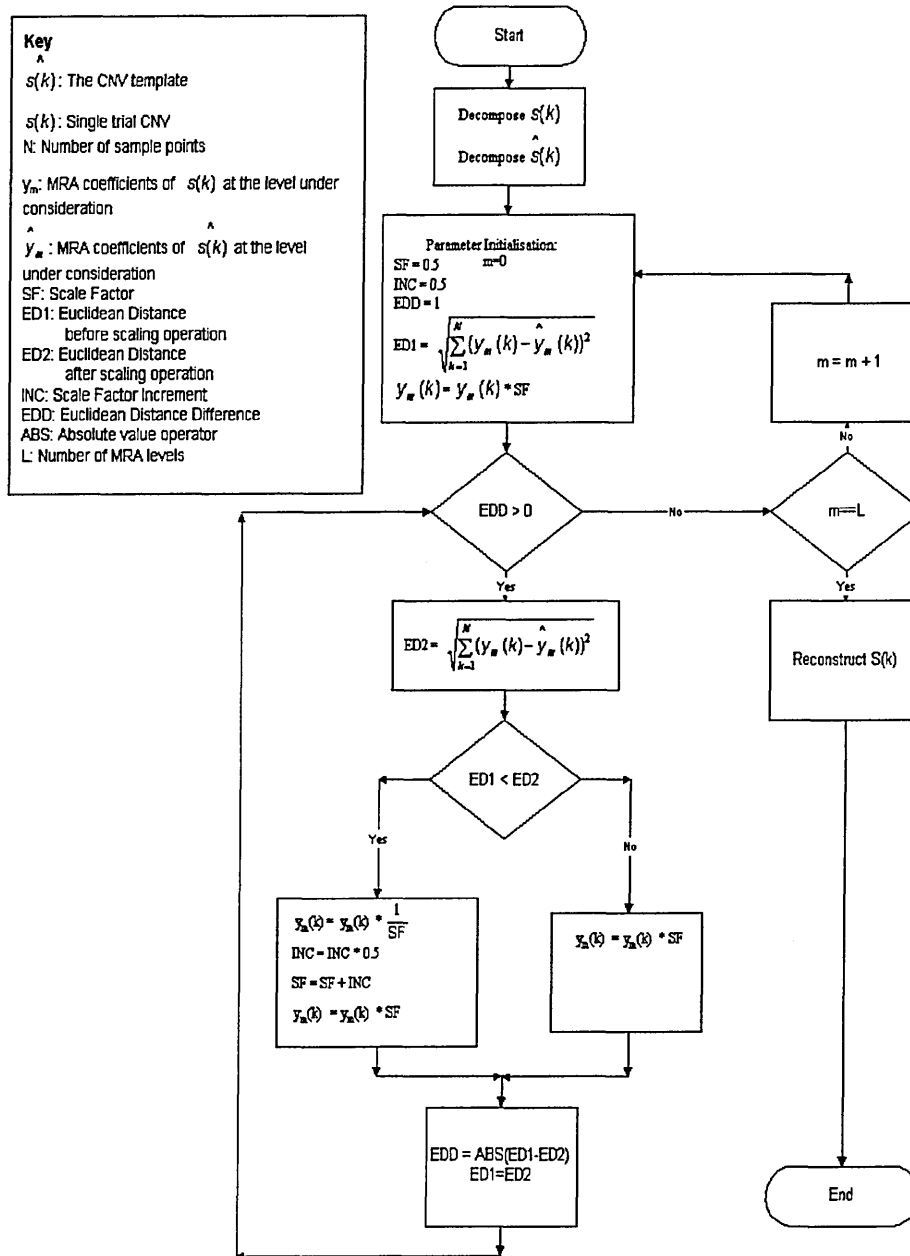 Key
ŝ(k): The CNV template
s(k): Single trial CNV
N: Number of sample points
yₘ: MRA coefficients of s(k) at the level under
consideration
ŷₘ: MRA coefficients of ŝ(k) at the level
under consideration
SF: Scale Factor
ED1: Euclidean Distance
before scaling operation
ED2: Euclidean Distance
after scaling operation
INC: Scale Factor Increment
EDD: Euclidean Distance Difference
ABS: Absolute value operator
L: Number of MRA levels
Start
Decompose s(k)
Decompose ŝ(k)
Parameter Initialisation:
m=0
SF = 0.5
INC = 0.5
EDD = 1
ED1 = √(∑_{k=1}^{N} (yₘ(k) - ŷₘ(k))²)
yₘ(k) = yₘ(k) * SF
m = m + 1
No
EDD > 0
No
m==L
Yes
Yes
ED2 = √(∑_{k=1}^{N} (yₘ(k) - ŷₘ(k))²)
Reconstruct S(k)
ED1 < ED2
Yes
No
yₘ(k) = yₘ(k) * 1/SF
INC = INC * 0.5
SF = SF + INC
yₘ(k) = yₘ(k) * SF
yₘ(k) = yₘ(k) * SF
EDD = ABS(ED1-ED2)
ED1=ED2
End